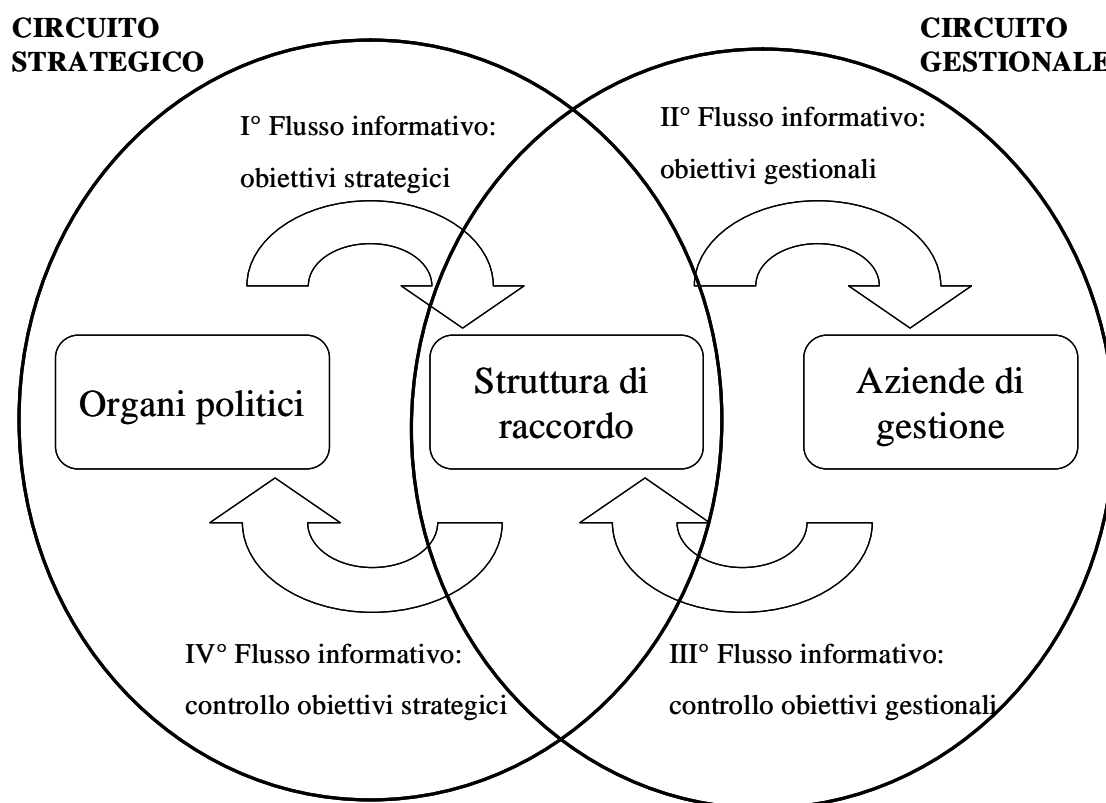 CIRCUITO
STRATEGICO
CIRCUITO
GESTIONALE
I° Flusso informativo:
obiettivi strategici
II° Flusso informativo:
obiettivi gestionali
Organi politici
Struttura di
raccordo
Aziende di
gestione
IV° Flusso informativo:
controllo obiettivi strategici
III° Flusso informativo:
controllo obiettivi gestionali